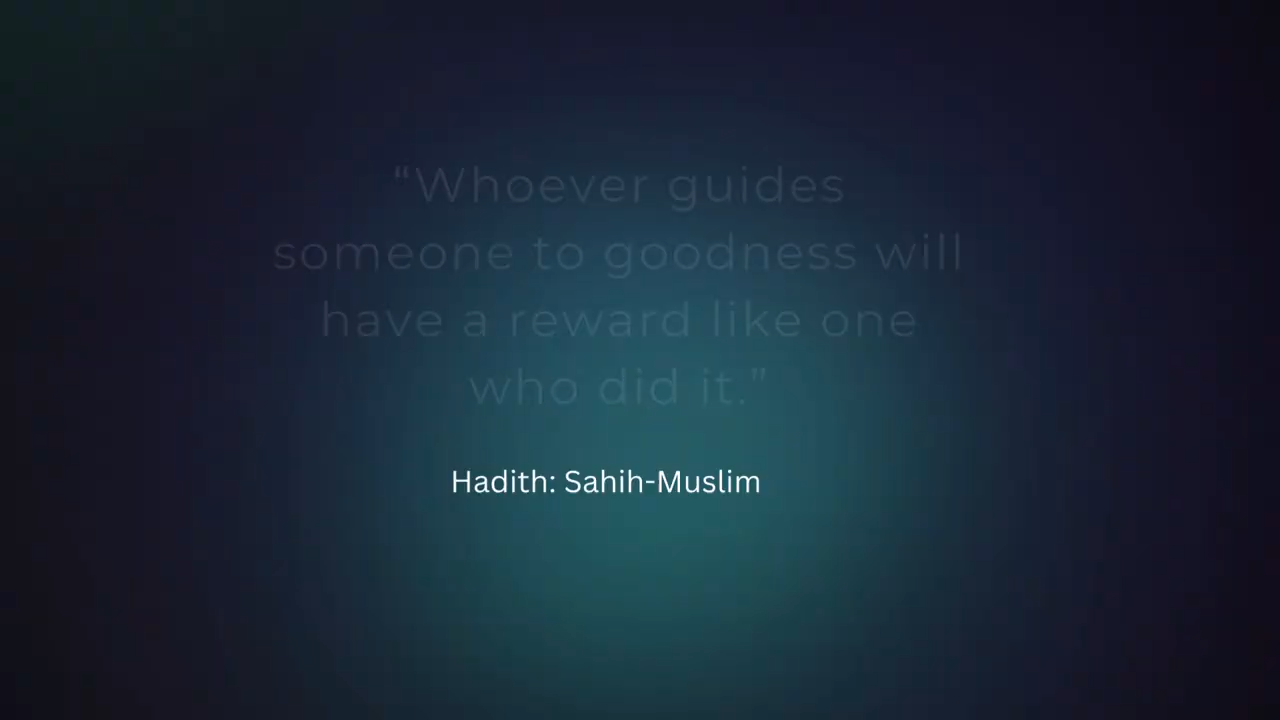 “Whoever guides
someone to goodness will
have a reward like one
who did it.”
Hadith: Sahih-Muslim